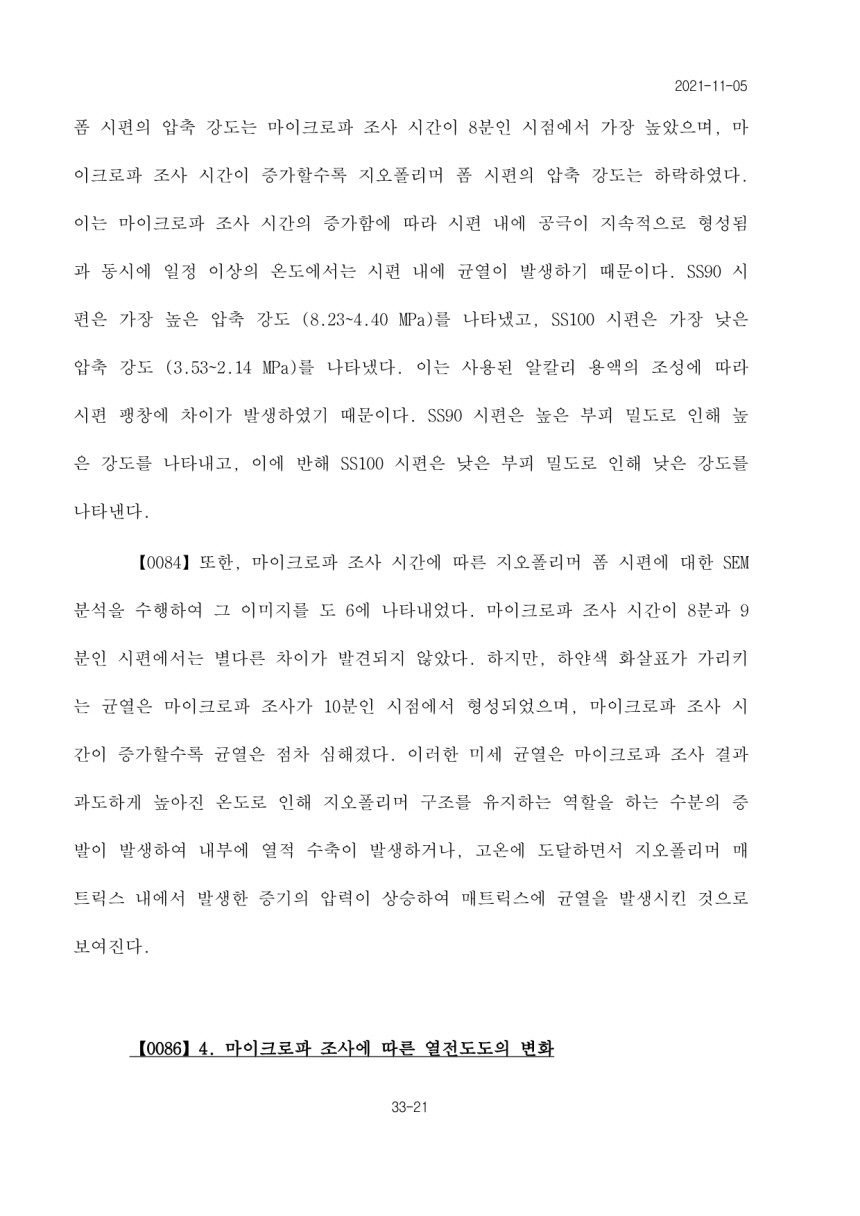 2021-11-05
폼 시편의 압축 강도는 마이크로파 조사 시간이 8분인 시점에서 가장 높았으며, 마
이크로파 조사 시간이 증가할수록 지오폴리머 폼 시편의 압축 강도는 하락하였다.
이는 마이크로파 조사 시간의 증가함에 따라 시편 내에 공극이 지속적으로 형성됨
과 동시에 일정 이상의 온도에서는 시편 내에 균열이 발생하기 때문이다. SS90 시
편은 가장 높은 압축 강도 (8.23~4.40 MPa)를 나타냈고, SS100 시편은 가장 낮은
압축 강도 (3.53~2.14 MPa)를 나타냈다. 이는 사용된 알칼리 용액의 조성에 따라
시편 팽창에 차이가 발생하였기 때문이다. SS90 시편은 높은 부피 밀도로 인해 높
은 강도를 나타내고, 이에 반해 SS100 시편은 낮은 부피 밀도로 인해 낮은 강도를
나타낸다.
【0084】또한, 마이크로파 조사 시간에 따른 지오폴리머 폼 시편에 대한 SEM
분석을 수행하여 그 이미지를 도 6에 나타내었다. 마이크로파 조사 시간이 8분과 9
분인 시편에서는 별다른 차이가 발견되지 않았다. 하지만, 하얀색 화살표가 가리키
는 균열은 마이크로파 조사가 10분인 시점에서 형성되었으며, 마이크로파 조사 시
간이 증가할수록 균열은 점차 심해졌다. 이러한 미세 균열은 마이크로파 조사 결과
과도하게 높아진 온도로 인해 지오폴리머 구조를 유지하는 역할을 하는 수분의 증
발이 발생하여 내부에 열적 수축이 발생하거나, 고온에 도달하면서 지오폴리머 매
트릭스 내에서 발생한 증기의 압력이 상승하여 매트릭스에 균열을 발생시킨 것으로
보여진다.
【0086】4. 마이크로파 조사에 따른 열전도도의 변화
33-21